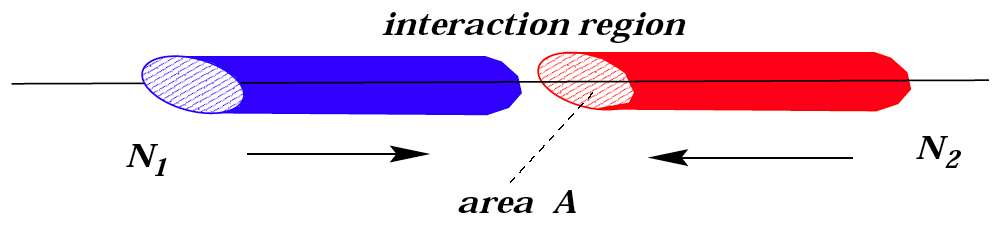 interaction region
N1
N2
area A